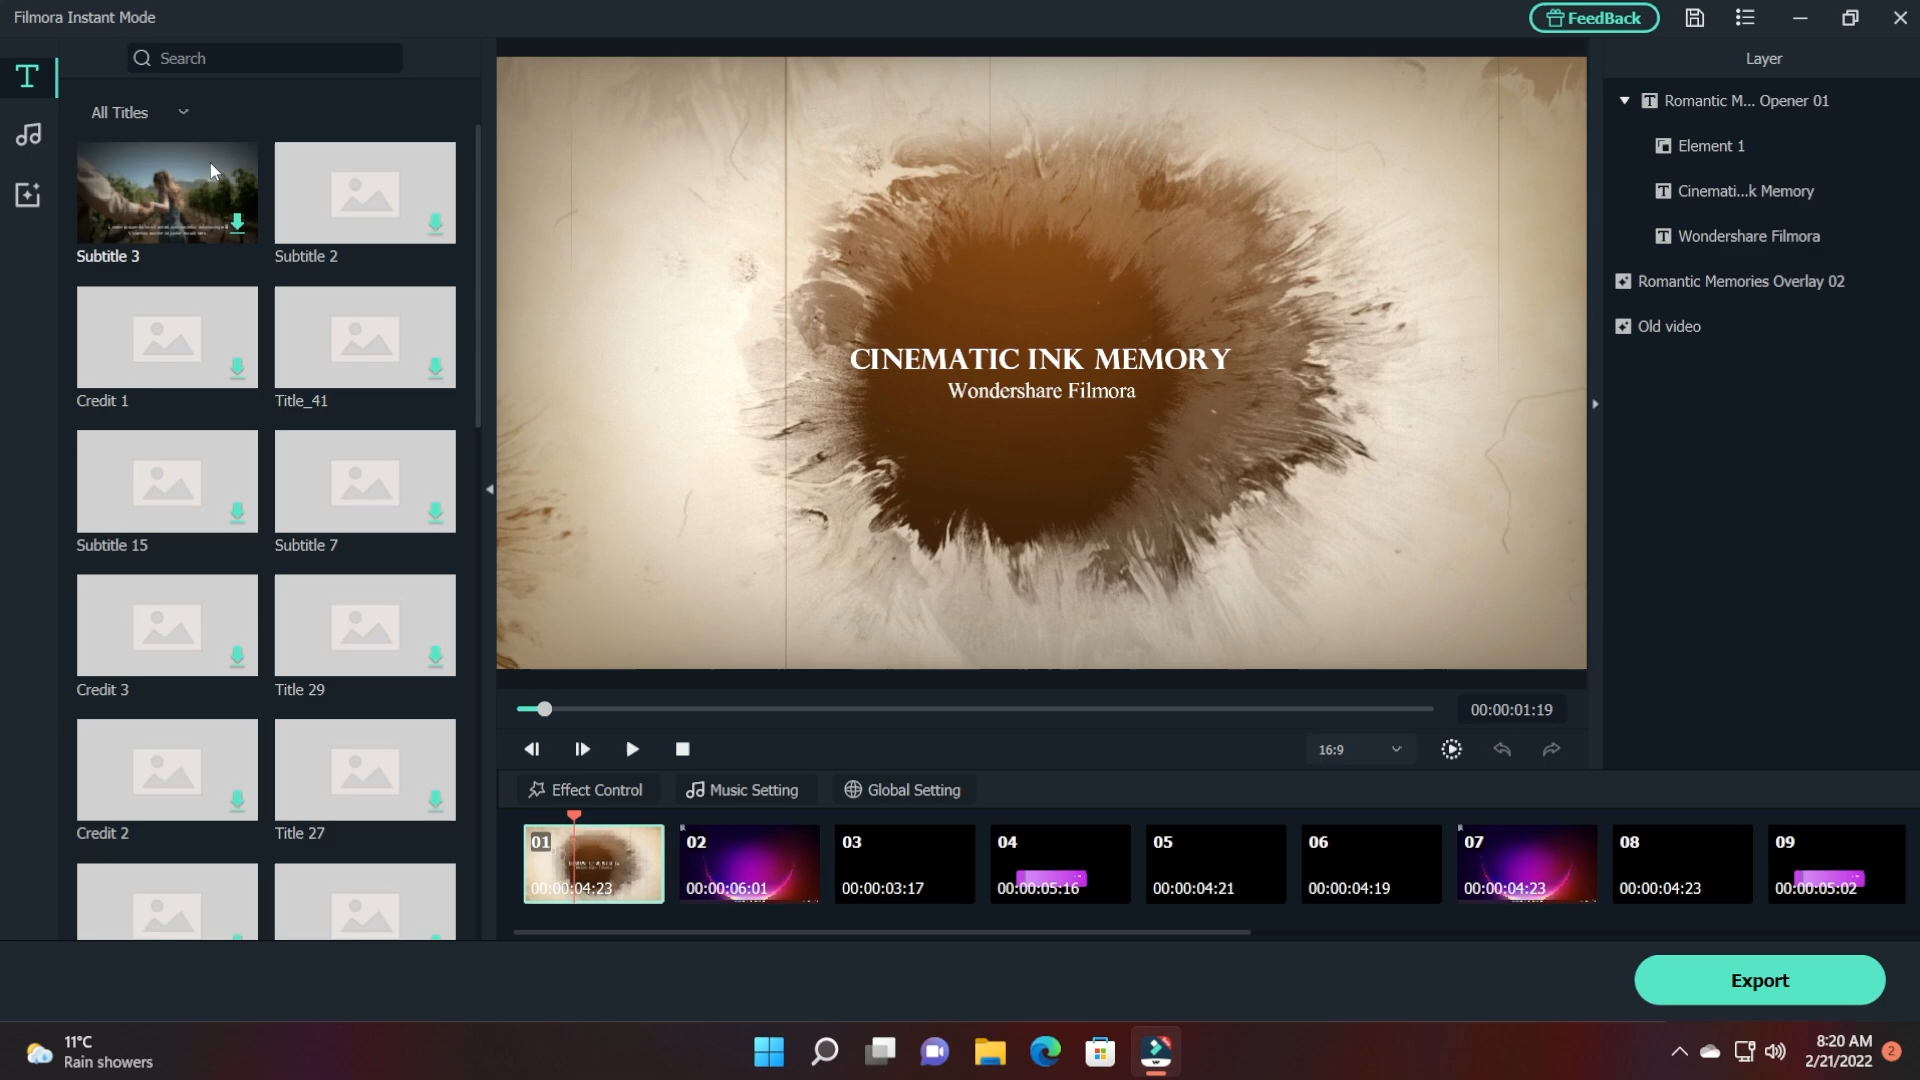 Filmora Instant Mode
FeedBack
Search
Layer
All Titles
Romantic M... Opener 01
Element 1
Cinemati...k Memory
Wondershare Filmora
Romantic Memories Overlay 02
Old video
Subtitle 3
Subtitle 2
Credit 1
Title_41
Subtitle 15
Subtitle 7
Credit 3
Title 29
Credit 2
Title 27
CINEMATIC INK MEMORY
Wondershare Filmora
00:00:01:19
16:9
Effect Control
Music Setting
Global Setting
01
00:00:04:23
02
00:00:06:01
03
00:00:03:17
04
00:00:05:16
05
00:00:04:21
06
00:00:04:19
07
00:00:04:23
08
00:00:04:23
09
00:00:05:02
Export
11°C
Rain showers
8:20 AM
2/21/2022
2